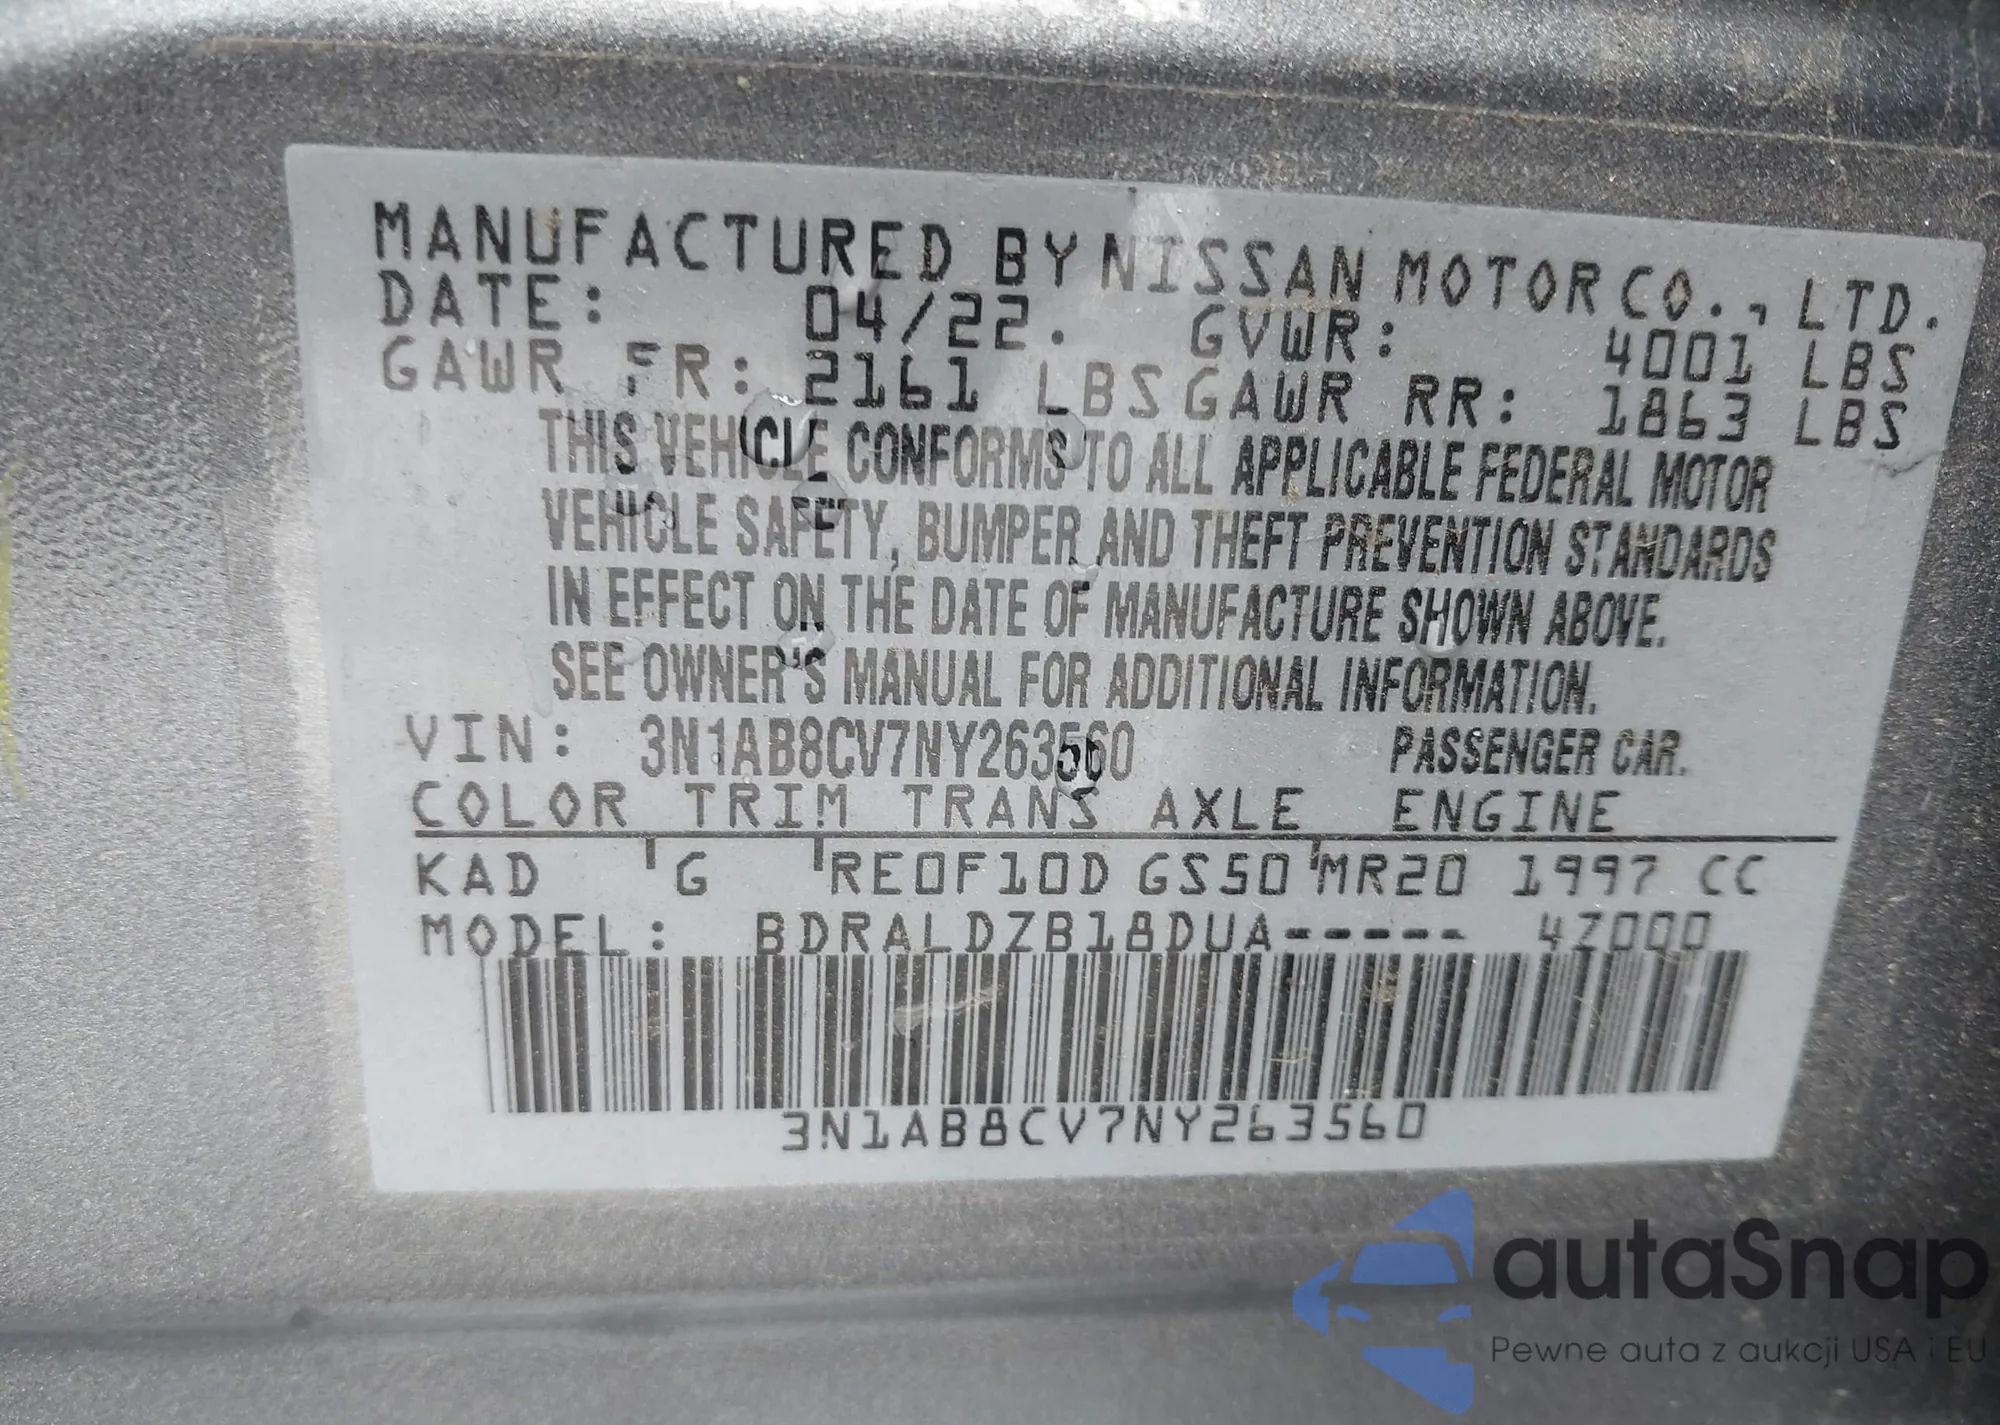 MANUFACTURED BY NISSAN MOTOR CO., LTD.
DATE: 04/22. GVWR: 4001 LBS
GAWR FR: 2161 LBS GAWR RR: 1863 LBS
THIS VEHICLE CONFORMS TO ALL APPLICABLE FEDERAL MOTOR
VEHICLE SAFETY, BUMPER AND THEFT PREVENTION STANDARDS
IN EFFECT ON THE DATE OF MANUFACTURE SHOWN ABOVE.
SEE OWNER'S MANUAL FOR ADDITIONAL INFORMATION.
VIN: 3N1AB8CV7NY263560 PASSENGER CAR.
COLOR TRIM TRANS AXLE ENGINE
KAD G RE0F10D GS50 MR20 1997 CC
MODEL: BDRALDZB18DUA----- 4Z000
3N1AB8CV7NY263560
autaSnap
Pewne auta z aukcji USA i EU